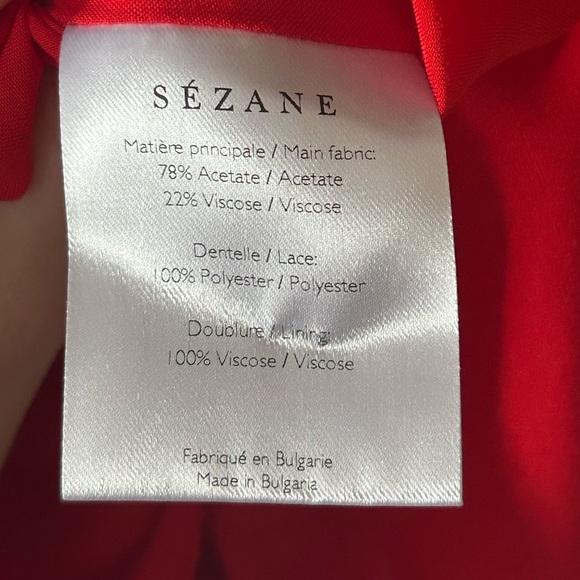 SÉZANE
Matière principale / Main fabric:
78% Acetate / Acetate
22% Viscose / Viscose
Dentelle / Lace:
100% Polyester / Polyester
Doublure / Lining:
100% Viscose / Viscose
Fabriqué en Bulgarie
Made in Bulgaria